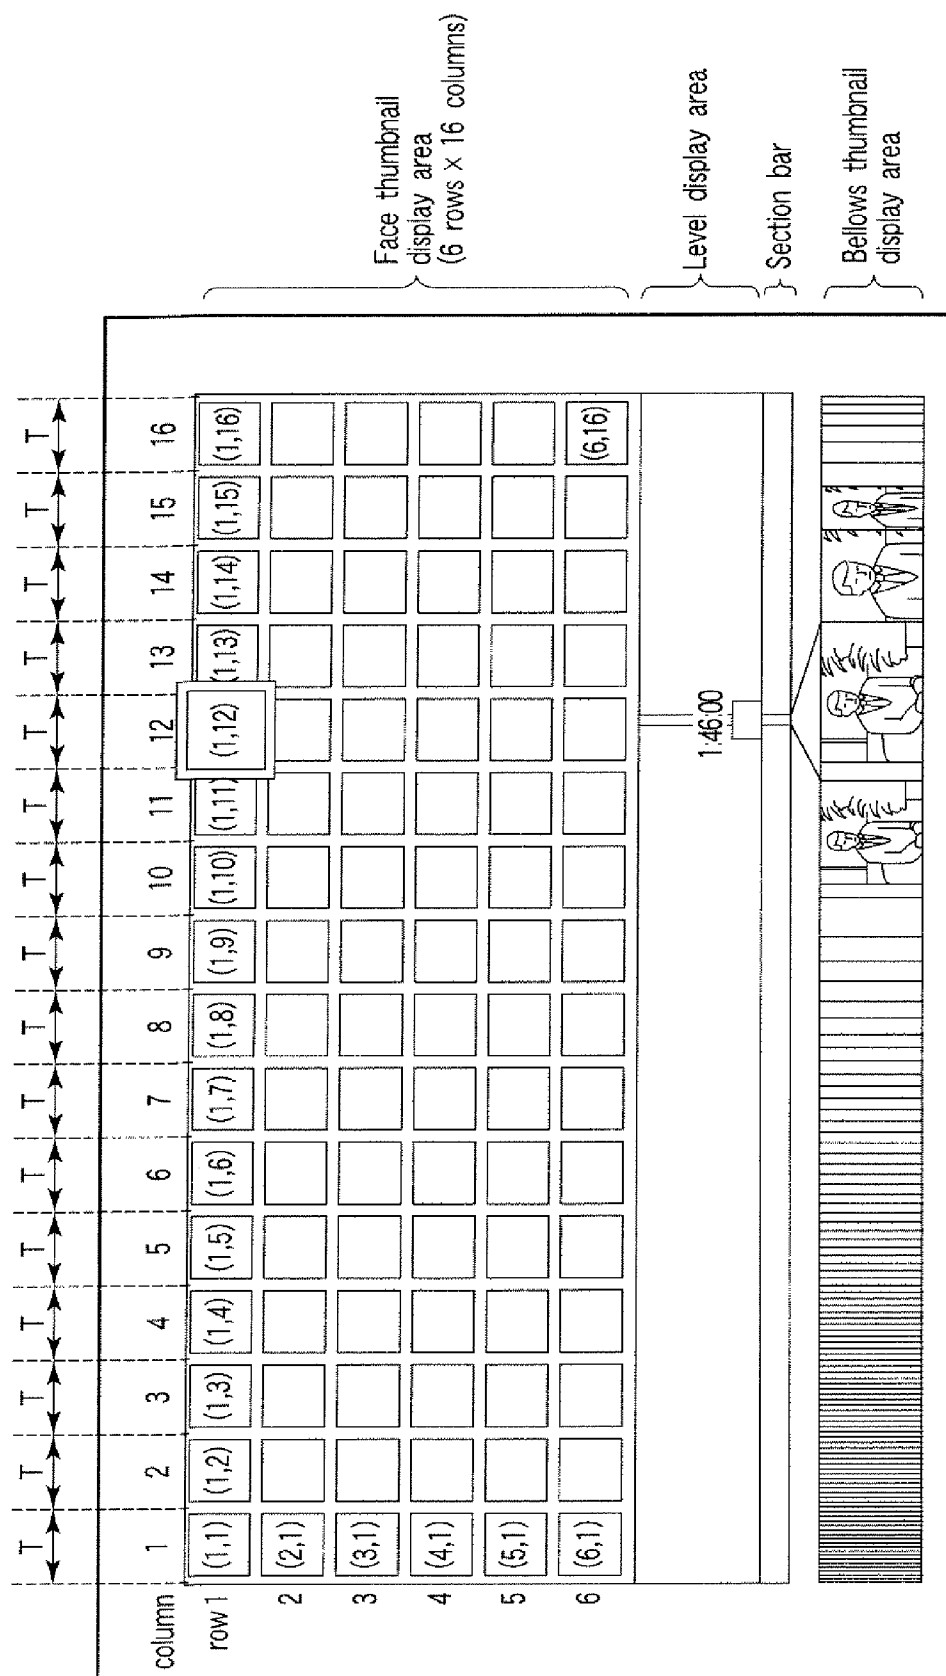 T T T T T T T T T T T T T T T T
column 1 2 3 4 5 6 7 8 9 10 11 12 13 14 15 16
row 1 (1,1) (1,2) (1,3) (1,4) (1,5) (1,6) (1,7) (1,8) (1,9) (1,10) (1,11) (1,12) (1,13) (1,14) (1,15) (1,16)
2 (2,1)
3 (3,1)
4 (4,1)
5 (5,1)
6 (6,1) (6,16)
Face thumbnail
display area
(6 rows × 16 columns)
1:46:00
Level display area
Section bar
Bellows thumbnail
display area